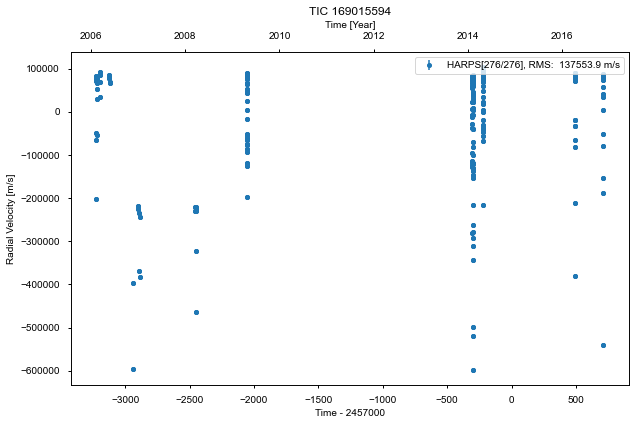 TIC 169015594
Time [Year]
2006 2008 2010 2012 2014 2016
HARPS[276/276], RMS: 137553.9 m/s
Radial Velocity [m/s]
100000
0
−100000
−200000
−300000
−400000
−500000
−600000
−3000 −2500 −2000 −1500 −1000 −500 0 500
Time - 2457000